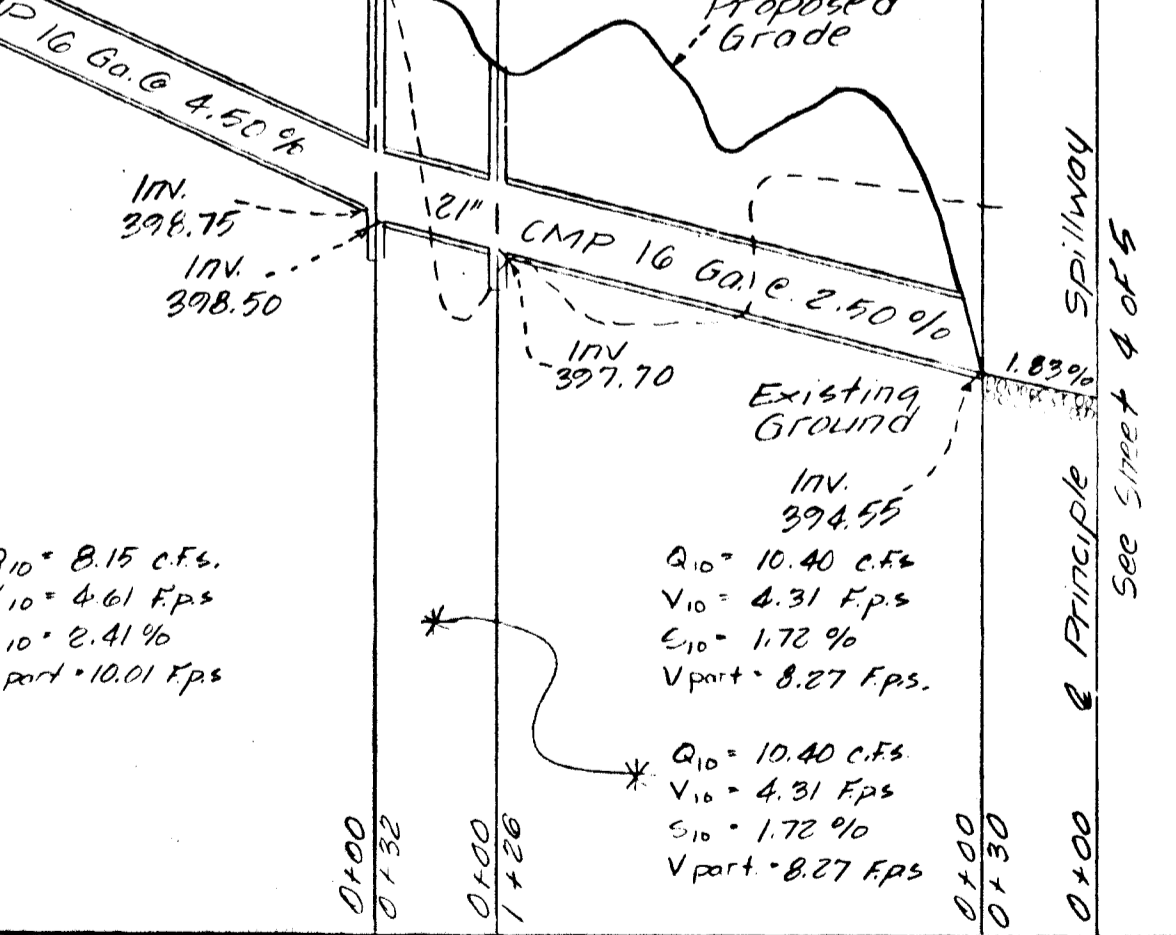 Proposed
Grade
P 16 Ga. @ 4.50 %
Inv.
398.75
Inv.
398.50
21" CMP 16 Ga. @ 2.50 %
Inv
397.70
1.83%
Existing
Ground
Inv.
394.55
10 = 8.15 c.f.s.
10 = 4.61 F.p.s
10 = 2.41 %
part = 10.01 F.p.s
Q10 = 10.40 c.f.s
V10 = 4.31 F.p.s
S10 = 1.72 %
V part = 8.27 F.p.s.
Q10 = 10.40 c.f.s.
V10 = 4.31 F.p.s
S10 = 1.72 %
V part. = 8.27 F.p.s
0+00
0+32
0+00
1+26
0+00
0+30
0+00
℄ Principle Spillway
See Sheet 4 of 5